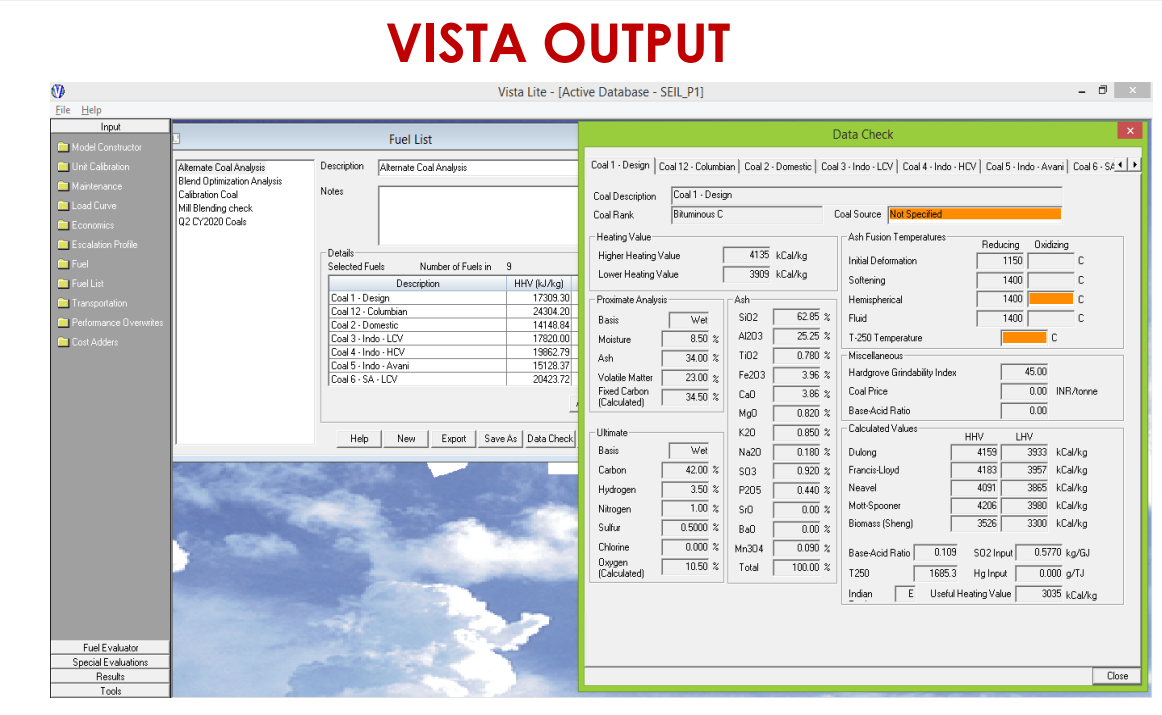 VISTA OUTPUT
Vista Lite - [Active Database - SEIL_P1]
File Help
Input
Model Constructor
Unit Calibration
Maintenance
Load Curve
Economics
Escalation Profile
Fuel
Fuel List
Transportation
Performance Overwrites
Cost Adders
Fuel Evaluator
Special Evaluations
Results
Tools
Fuel List
Alternate Coal Analysis
Blend Optimization Analysis
Calibration Coal
Mill Blending check
Q2 CY2020 Coals
Description Alternate Coal Analysis
Notes
Details
Selected Fuels Number of Fuels in 9
Description HHV (kJ/kg)
Coal 1 - Design 17309.30
Coal 12 - Columbian 24304.20
Coal 2 - Domestic 14148.84
Coal 3 - Indo - LCV 17820.00
Coal 4 - Indo - HCV 19862.79
Coal 5 - Indo - Avani 15128.37
Coal 6 - SA - LCV 20423.72
Help New Export Save As Data Check
Data Check
Coal 1 - Design Coal 12 - Columbian Coal 2 - Domestic Coal 3 - Indo - LCV Coal 4 - Indo - HCV Coal 5 - Indo - Avani Coal 6 - SA
Coal Description Coal 1 - Design
Coal Rank Bituminous C Coal Source Not Specified
Heating Value
Higher Heating Value 4135 kCal/kg
Lower Heating Value 3909 kCal/kg
Proximate Analysis
Basis Wet
Moisture 8.50 %
Ash 34.00 %
Volatile Matter 23.00 %
Fixed Carbon
(Calculated) 34.50 %
Ultimate
Basis Wet
Carbon 42.00 %
Hydrogen 3.50 %
Nitrogen 1.00 %
Sulfur 0.5000 %
Chlorine 0.000 %
Oxygen
(Calculated) 10.50 %
Ash
SiO2 62.85 %
Al2O3 25.25 %
TiO2 0.780 %
Fe2O3 3.96 %
CaO 3.86 %
MgO 0.820 %
K2O 0.850 %
Na2O 0.180 %
SO3 0.920 %
P2O5 0.440 %
SrO 0.00 %
BaO 0.00 %
Mn3O4 0.090 %
Total 100.00 %
Ash Fusion Temperatures
Reducing Oxidizing
Initial Deformation 1150 C
Softening 1400 C
Hemispherical 1400 C
Fluid 1400 C
T-250 Temperature C
Miscellaneous
Hardgrove Grindability Index 45.00
Coal Price 0.00 INR/tonne
Base-Acid Ratio 0.00
Calculated Values
HHV LHV
Dulong 4159 3933 kCal/kg
Francis-Lloyd 4183 3957 kCal/kg
Neavel 4091 3865 kCal/kg
Mott-Spooner 4206 3980 kCal/kg
Biomass (Sheng) 3526 3300 kCal/kg
Base-Acid Ratio 0.109 SO2 Input 0.5770 kg/GJ
T250 1685.3 Hg Input 0.000 g/TJ
Indian E Useful Heating Value 3035 kCal/kg
Close